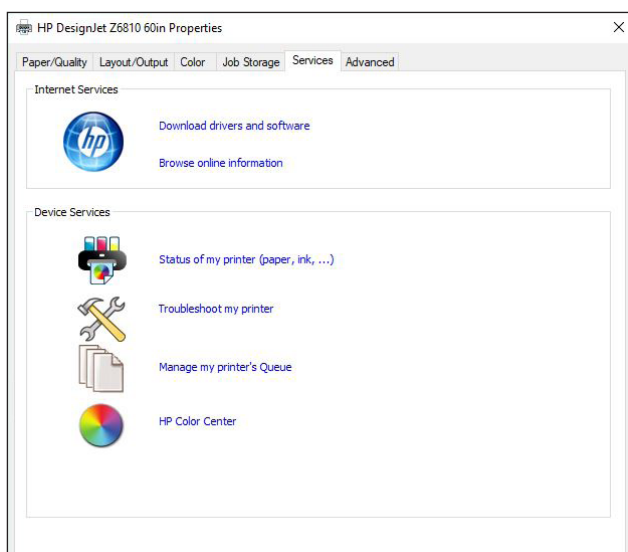 HP DesignJet Z6810 60in Properties
Paper/Quality Layout/Output Color Job Storage Services Advanced
Internet Services
hp
Download drivers and software
Browse online information
Device Services
Status of my printer (paper, ink, ...)
Troubleshoot my printer
Manage my printer's Queue
HP Color Center